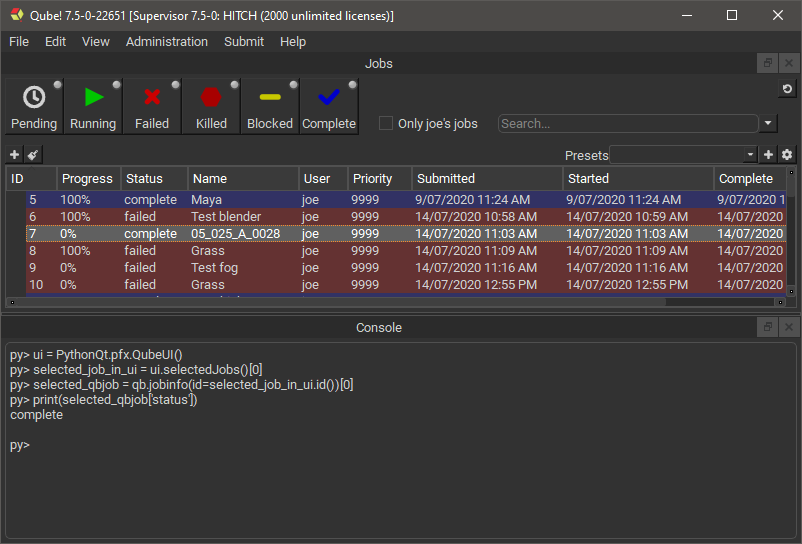 Qube! 7.5-0-22651 [Supervisor 7.5-0: HITCH (2000 unlimited licenses)]
File Edit View Administration Submit Help
Jobs
Pending Running Failed Killed Blocked Complete Only joe's jobs Search...
Presets
ID Progress Status Name User Priority Submitted Started Complete
5 100% complete Maya joe 9999 9/07/2020 11:24 AM 9/07/2020 11:24 AM 9/07/2020 1
6 100% failed Test blender joe 9999 14/07/2020 10:58 AM 14/07/2020 10:59 AM 14/07/2020
7 0% complete 05_025_A_0028 joe 9999 14/07/2020 11:03 AM 14/07/2020 11:03 AM 14/07/2020
8 100% failed Grass joe 9999 14/07/2020 11:09 AM 14/07/2020 11:09 AM 14/07/2020
9 0% failed Test fog joe 9999 14/07/2020 11:16 AM 14/07/2020 11:16 AM 14/07/2020
10 0% failed Grass joe 9999 14/07/2020 12:55 PM 14/07/2020 12:55 PM 14/07/2020
Console
py> ui = PythonQt.pfx.QubeUI()
py> selected_job_in_ui = ui.selectedJobs()[0]
py> selected_qbjob = qb.jobinfo(id=selected_job_in_ui.id())[0]
py> print(selected_qbjob['status'])
complete
py>